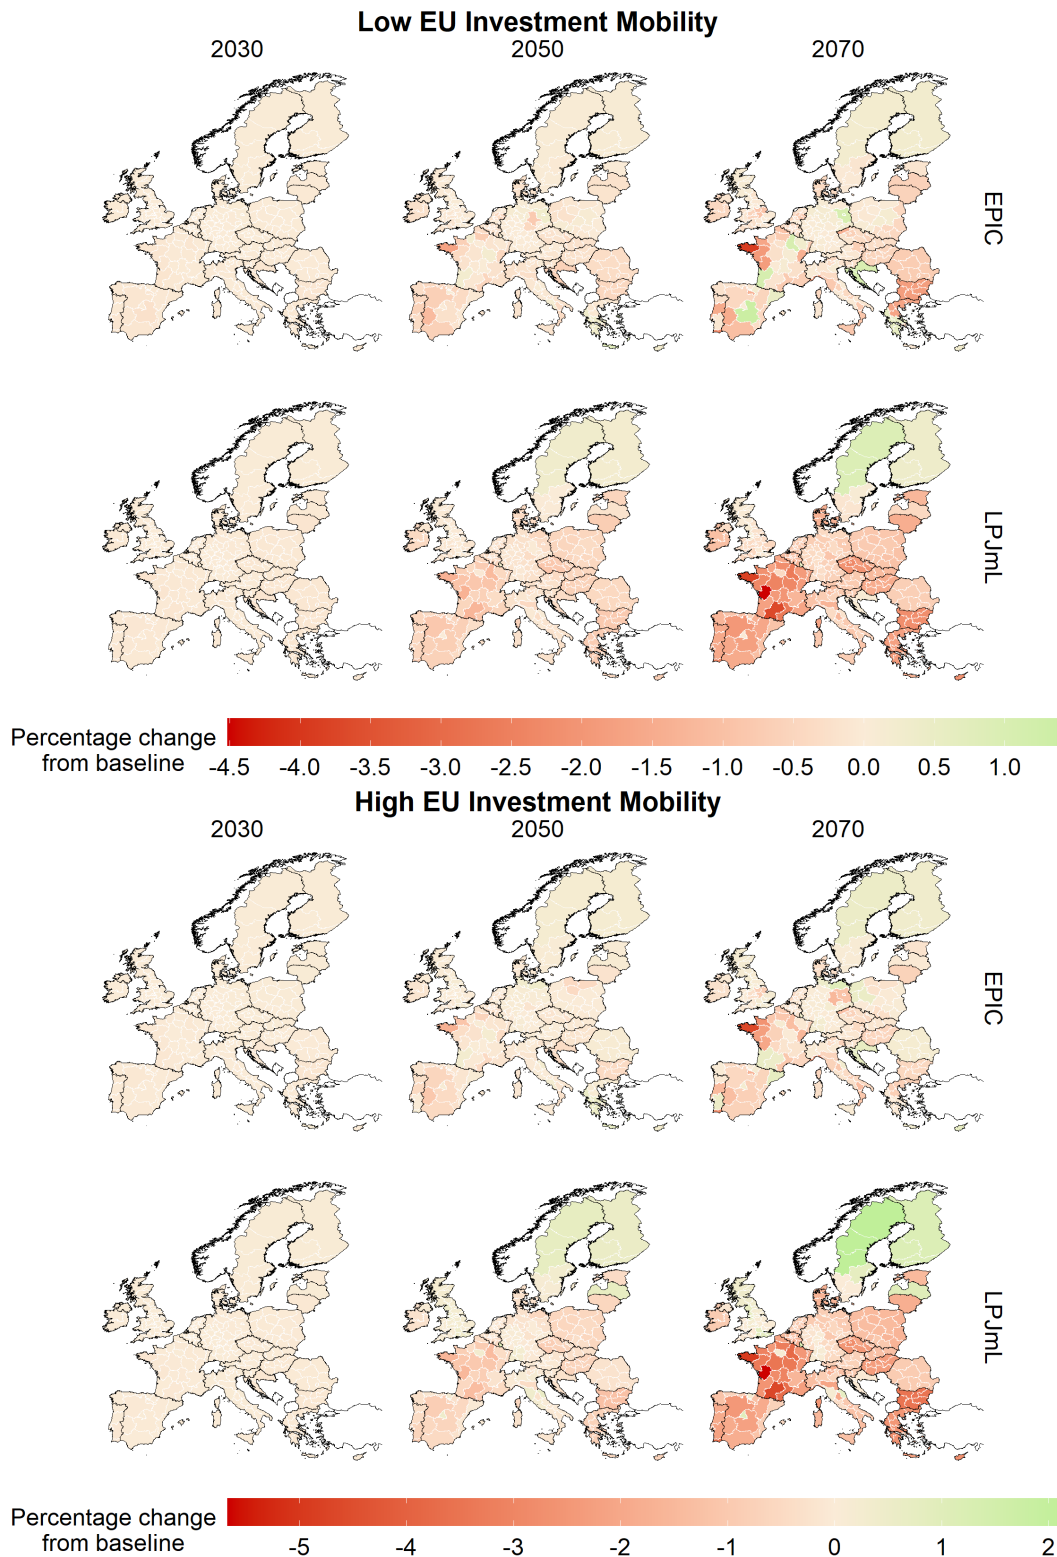 Low EU Investment Mobility
2030 2050 2070
EPIC
LPJmL
Percentage change
from baseline
-4.5 -4.0 -3.5 -3.0 -2.5 -2.0 -1.5 -1.0 -0.5 0.0 0.5 1.0
High EU Investment Mobility
2030 2050 2070
EPIC
LPJmL
Percentage change
from baseline
-5 -4 -3 -2 -1 0 1 2